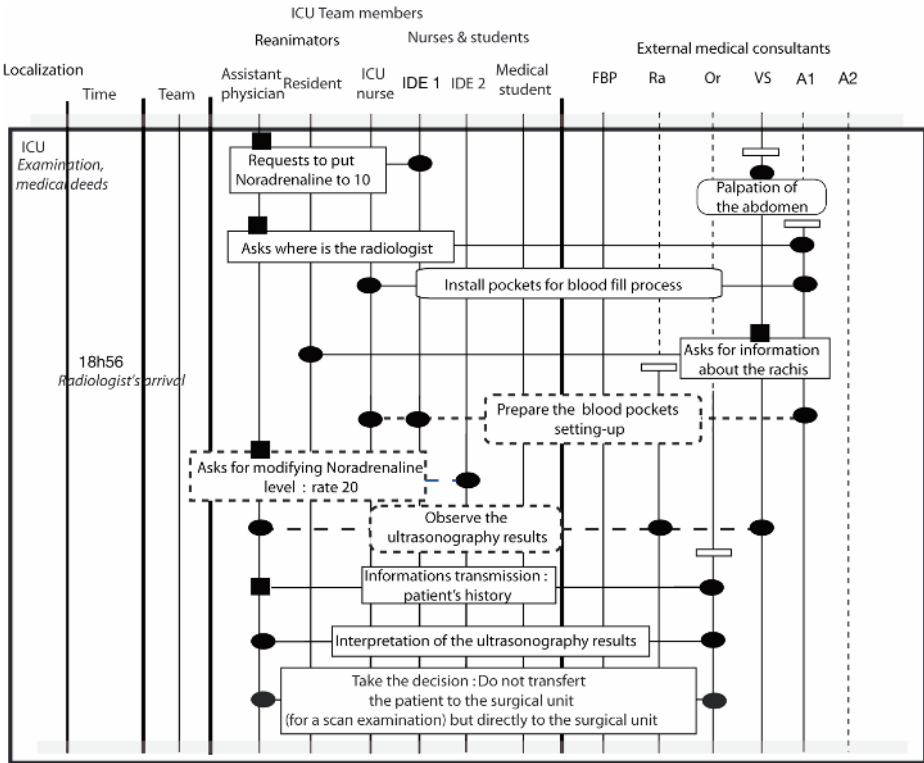 ICU Team members
Reanimators
Nurses & students
External medical consultants
Localization
Time
Team
Assistant
physician
Resident
ICU
nurse
IDE 1
IDE 2
Medical
student
FBP
Ra
Or
VS
A1
A2
ICU
Examination,
medical deeds
Requests to put
Noradrenaline to 10
Palpation of
the abdomen
Asks where is the radiologist
Install pockets for blood fill process
18h56
Radiologist's arrival
Asks for information
about the rachis
Prepare the blood pockets
setting-up
Asks for modifying Noradrenaline
level : rate 20
Observe the
ultrasonography results
Informations transmission :
patient's history
Interpretation of the ultrasonography results
Take the decision : Do not transfert
the patient to the surgical unit
(for a scan examination) but directly to the surgical unit